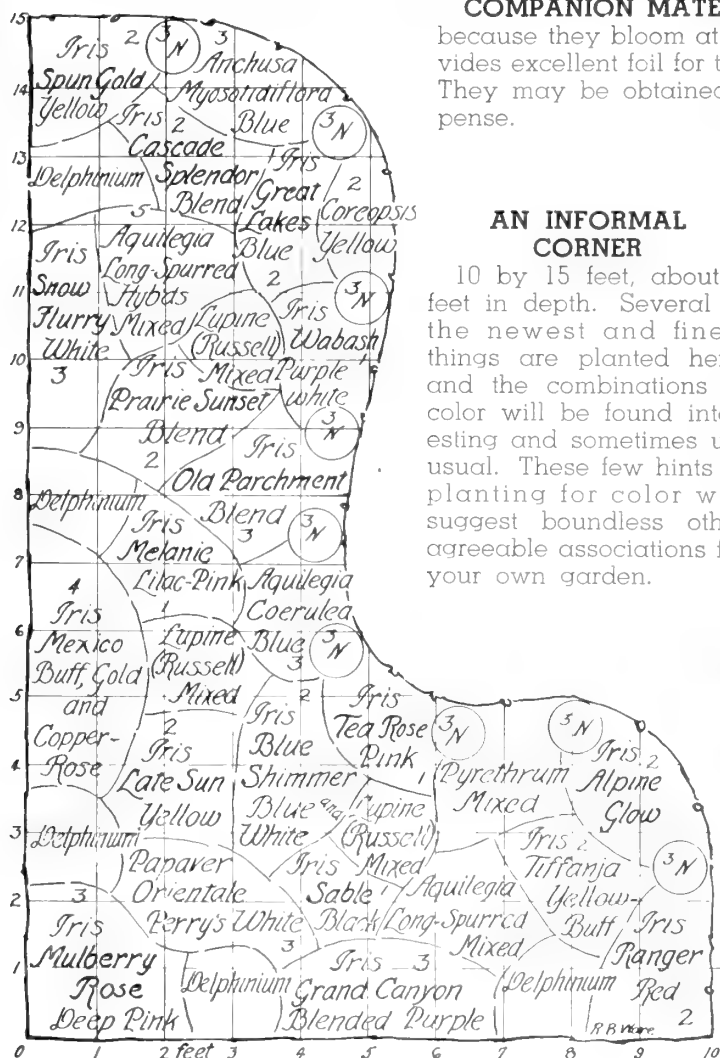 COMPANION MATE
because they bloom at
vides excellent foil for t
They may be obtained
pense.
AN INFORMAL
CORNER
10 by 15 feet, about
feet in depth. Several
the newest and fine
things are planted her
and the combinations
color will be found inte
esting and sometimes u
usual. These few hints
planting for color w
suggest boundless oth
agreeable associations f
your own garden.
15
14
13
12
11
10
9
8
7
6
5
4
3
2
1
0 1 2 feet 3 4 5 6 7 8 9 10
Iris 2
Spun Gold
Yellow
3
N
3
Anchusa
Myosotidiflora
Blue
3N
Iris 2
Cascade
Splendor
Blend
Delphinium
Iris
Great
Lakes
Blue
2
2
Coreopsis
Yellow
5
Aquilegia
Long-Spurred
Hybds
Mixed
Iris
Snow
Flurry
White
3
Lupine
(Russell)
Mixed
3N
Iris
Wabash
1
Purple
white
Iris
Prairie Sunset
Blend
2
3
N
Iris
Old Parchment
Blend
3
3N
Delphinium
Iris
Melanie
Lilac-Pink
1
Aquilegia
Coerulea
Blue
3
3N
4
Iris
Mexico
Buff, Gold
and
Copper-
Rose
Lupine
(Russell)
Mixed
2
Iris
Late Sun
Yellow
2
Iris
Blue
Shimmer
Blue and
White
Iris
Tea Rose
Pink
1
3N
Pyrethrum
Mixed
3N
Iris 2
Alpine
Glow
Delphinium
Lupine
(Russell)
Mixed
Iris 2
Tiffanja
Yellow-
Buff
3N
Papaver
Orientale
Perry's White
3
Iris
Sable 1
Black
Aquilegia
Long-Spurred
Mixed
Iris
Ranger
Red
2
3
Iris
Mulberry
Rose
Deep Pink
Delphinium
Iris 3
Grand Canyon
Blended Purple
Delphinium
R B Ware